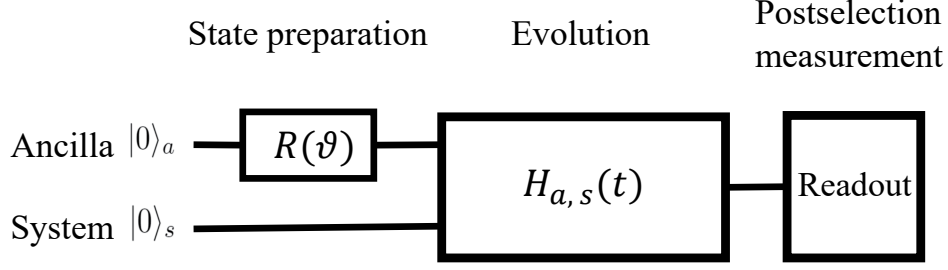 State preparation
Evolution
Postselection
measurement
Ancilla |0⟩ₐ
R(ϑ)
Hₐ, ₛ(t)
Readout
System |0⟩ₛ